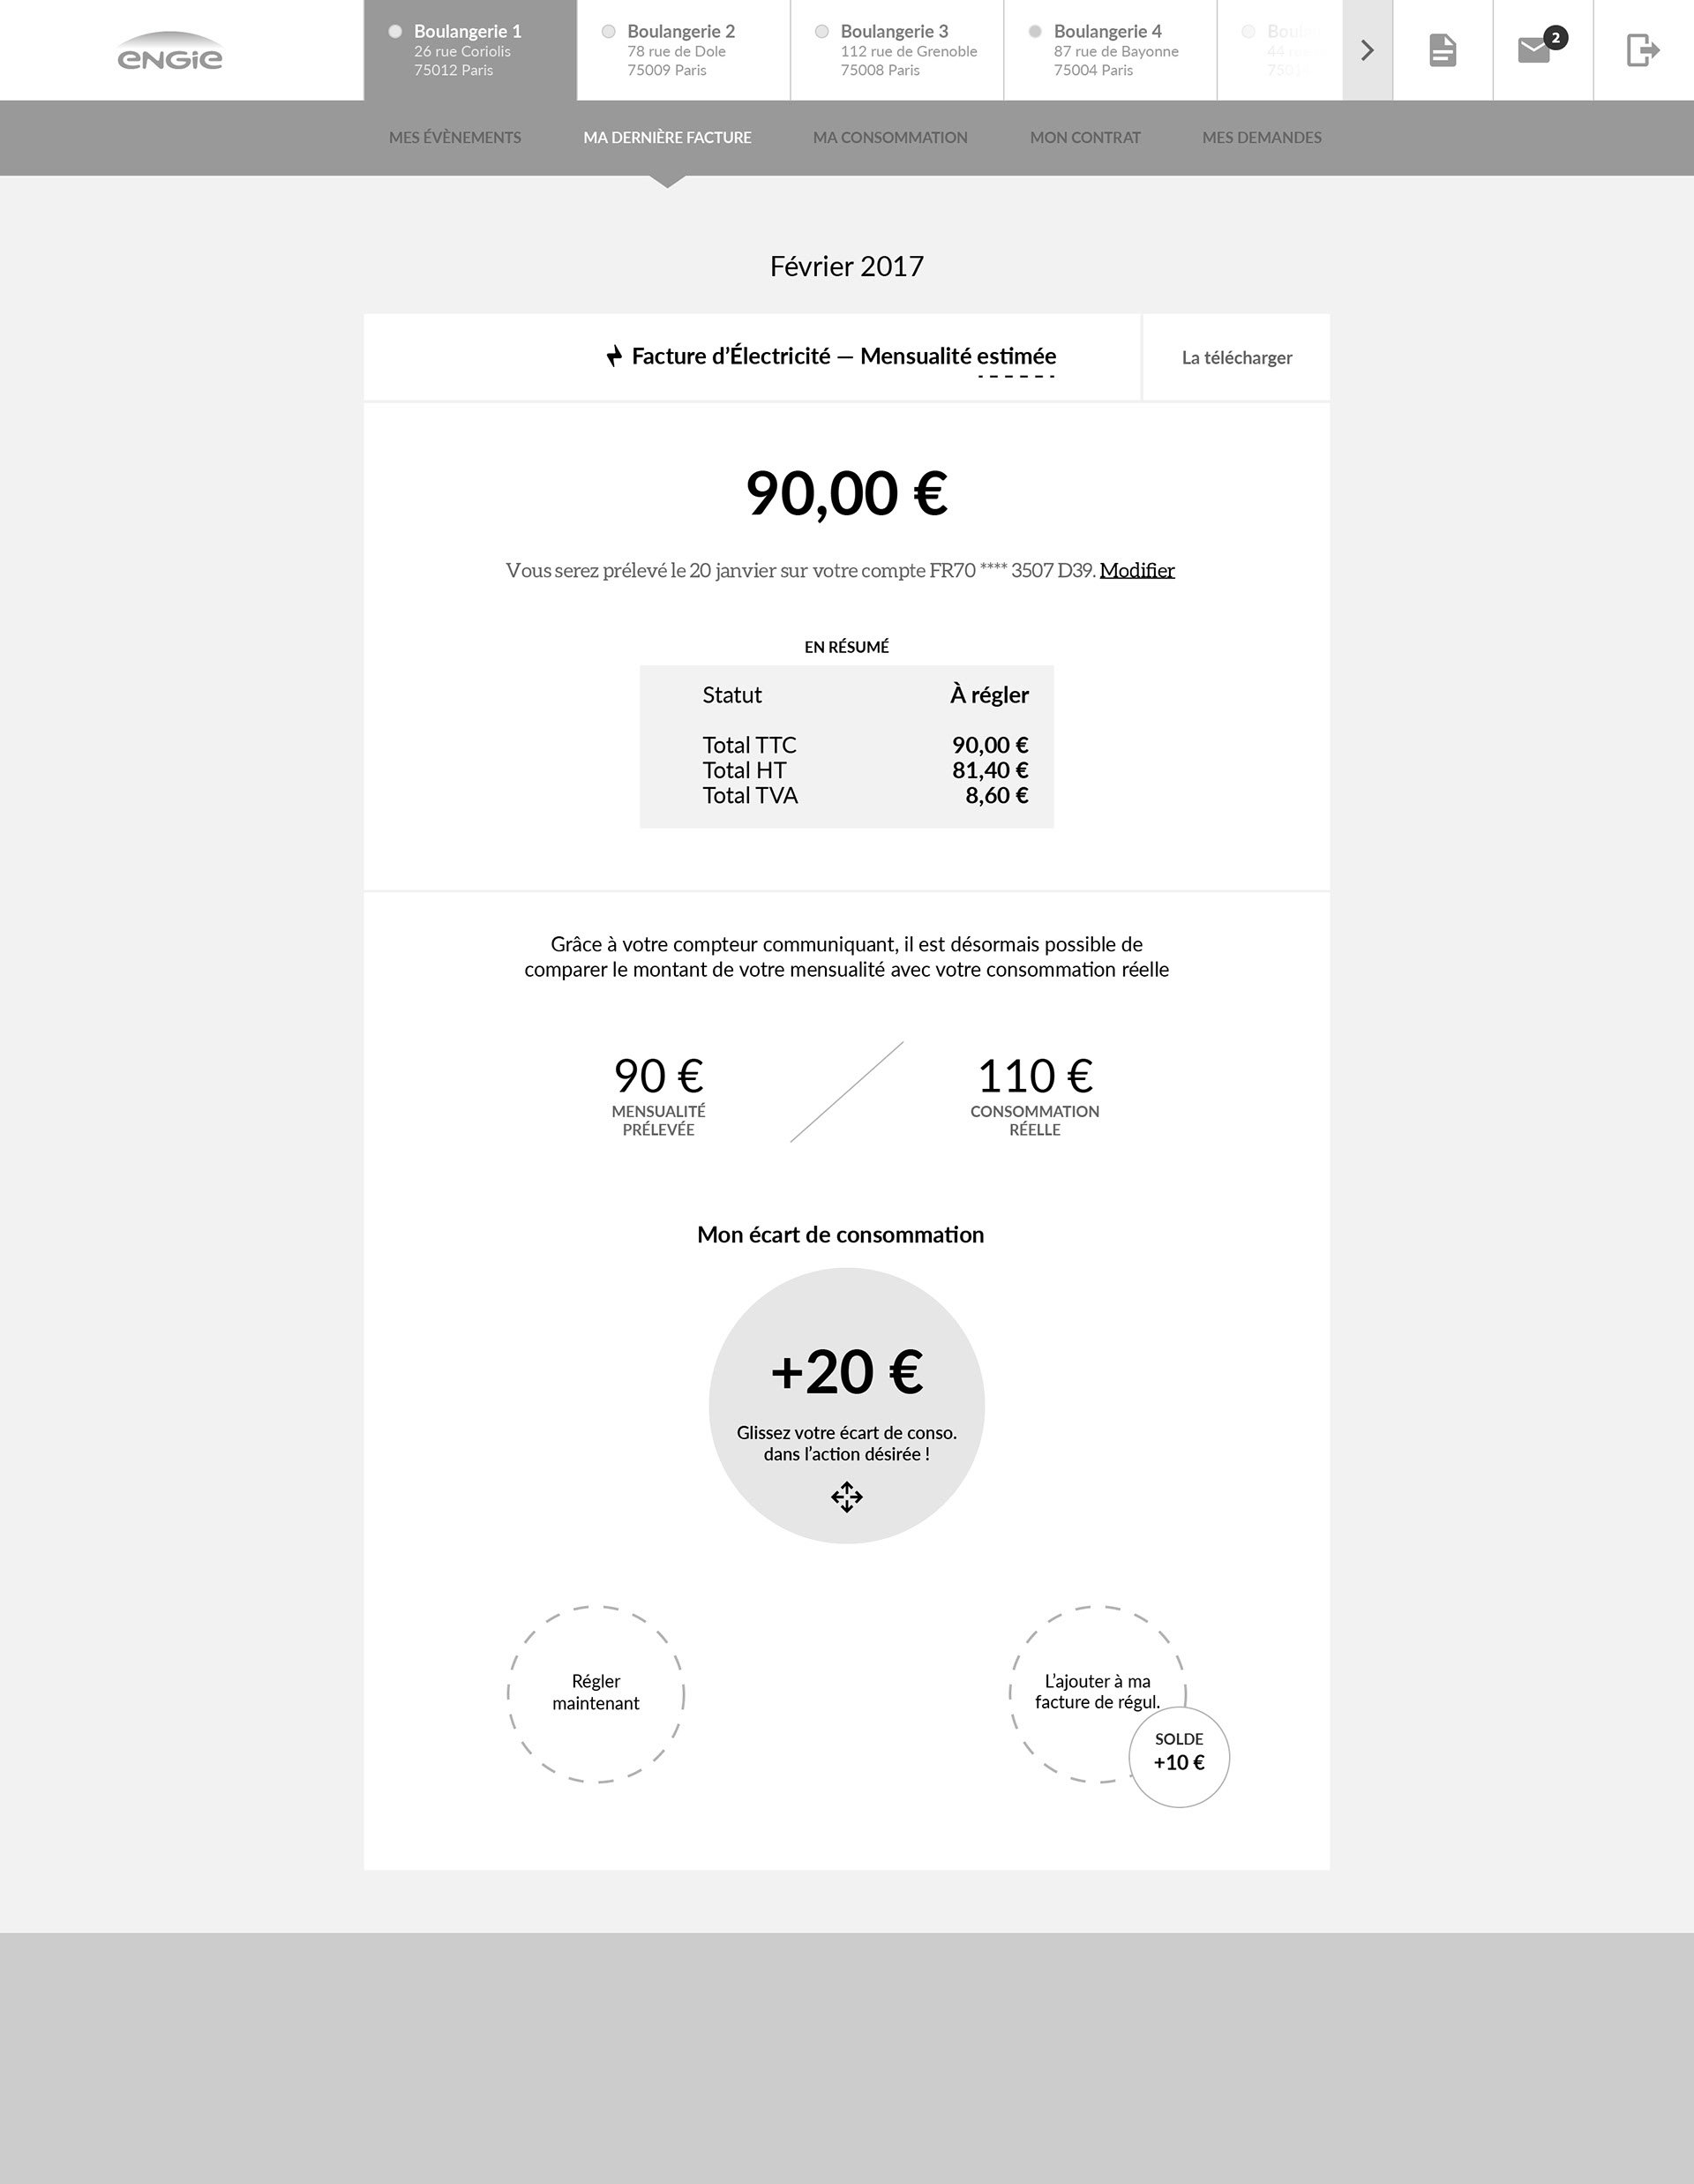 ENGIE
Boulangerie 1
26 rue Coriolis
75012 Paris
Boulangerie 2
78 rue de Dole
75009 Paris
Boulangerie 3
112 rue de Grenoble
75008 Paris
Boulangerie 4
87 rue de Bayonne
75004 Paris
2
MES ÉVÈNEMENTS
MA DERNIÈRE FACTURE
MA CONSOMMATION
MON CONTRAT
MES DEMANDES
Février 2017
Facture d’Électricité — Mensualité estimée
La télécharger
90,00 €
Vous serez prélevé le 20 janvier sur votre compte FR70 **** 3507 D39. Modifier
EN RÉSUMÉ
Statut À régler
Total TTC 90,00 €
Total HT 81,40 €
Total TVA 8,60 €
Grâce à votre compteur communiquant, il est désormais possible de
comparer le montant de votre mensualité avec votre consommation réelle
90 €
MENSUALITÉ
PRÉLEVÉE
110 €
CONSOMMATION
RÉELLE
Mon écart de consommation
+20 €
Glissez votre écart de conso.
dans l’action désirée !
Régler
maintenant
L’ajouter à ma
facture de régul.
SOLDE
+10 €